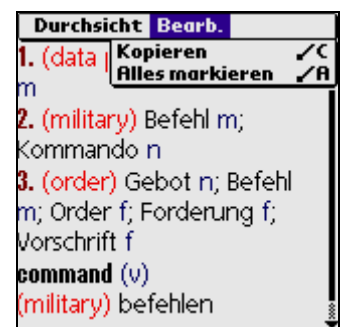 Durchsicht Bearb.
Kopieren /C
Alles markieren /A
1. (data
m
2. (military) Befehl m;
Kommando n
3. (order) Gebot n; Befehl
m; Order f; Forderung f;
Vorschrift f
command (v)
(military) befehlen